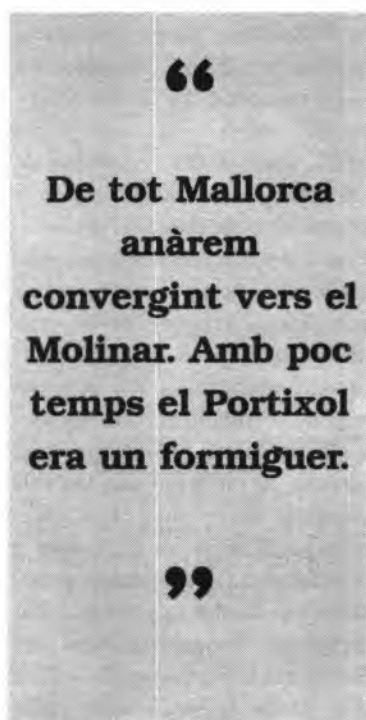 “
De tot Mallorca
anàrem
convergint vers el
Molinar. Amb poc
temps el Portixol
era un formiguer.
”